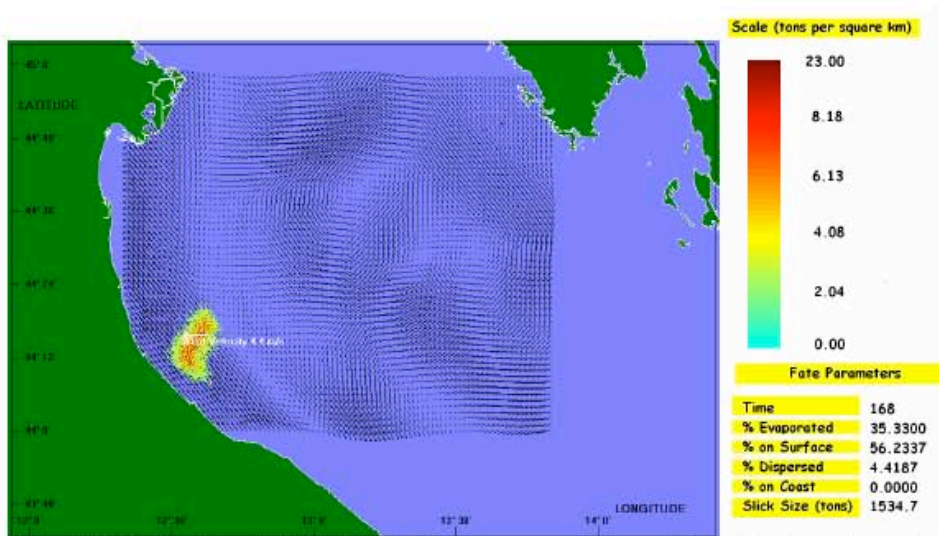 Scale (tons per square km)
23.00
8.18
6.13
4.08
2.04
0.00
Fate Parameters
Time 168
% Evaporated 35.3300
% on Surface 56.2337
% Dispersed 4.4187
% on Coast 0.0000
Slick Size (tons) 1534.7
LATITUDE
44°12'
LONGITUDE